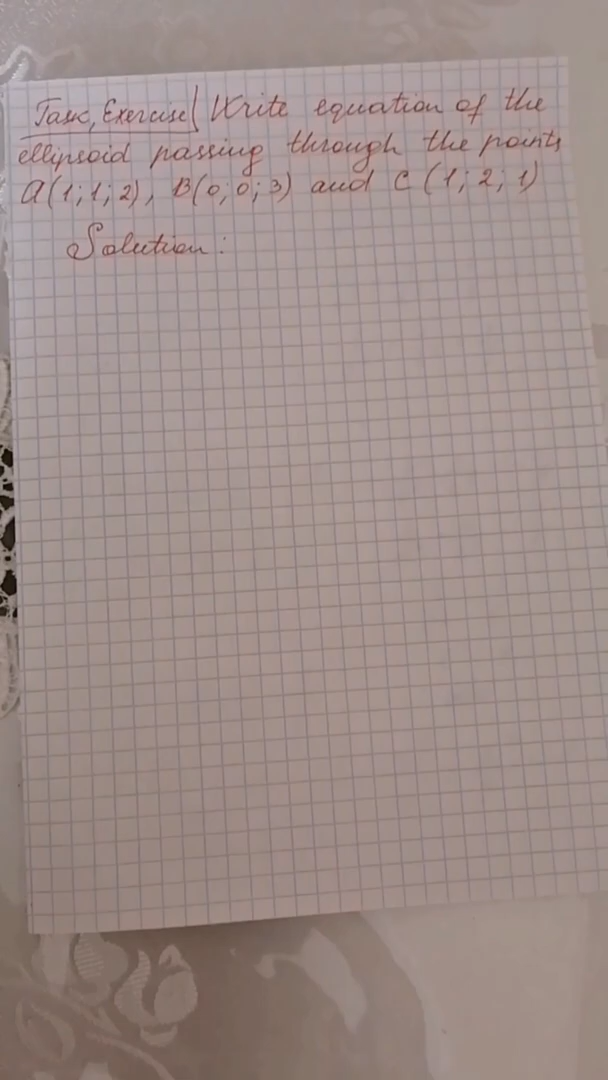 Task, Exercise| Write equation of the
ellipsoid passing through the points
A(1;1;2), B(0;0;3) and C(1;2;1)
Solution: